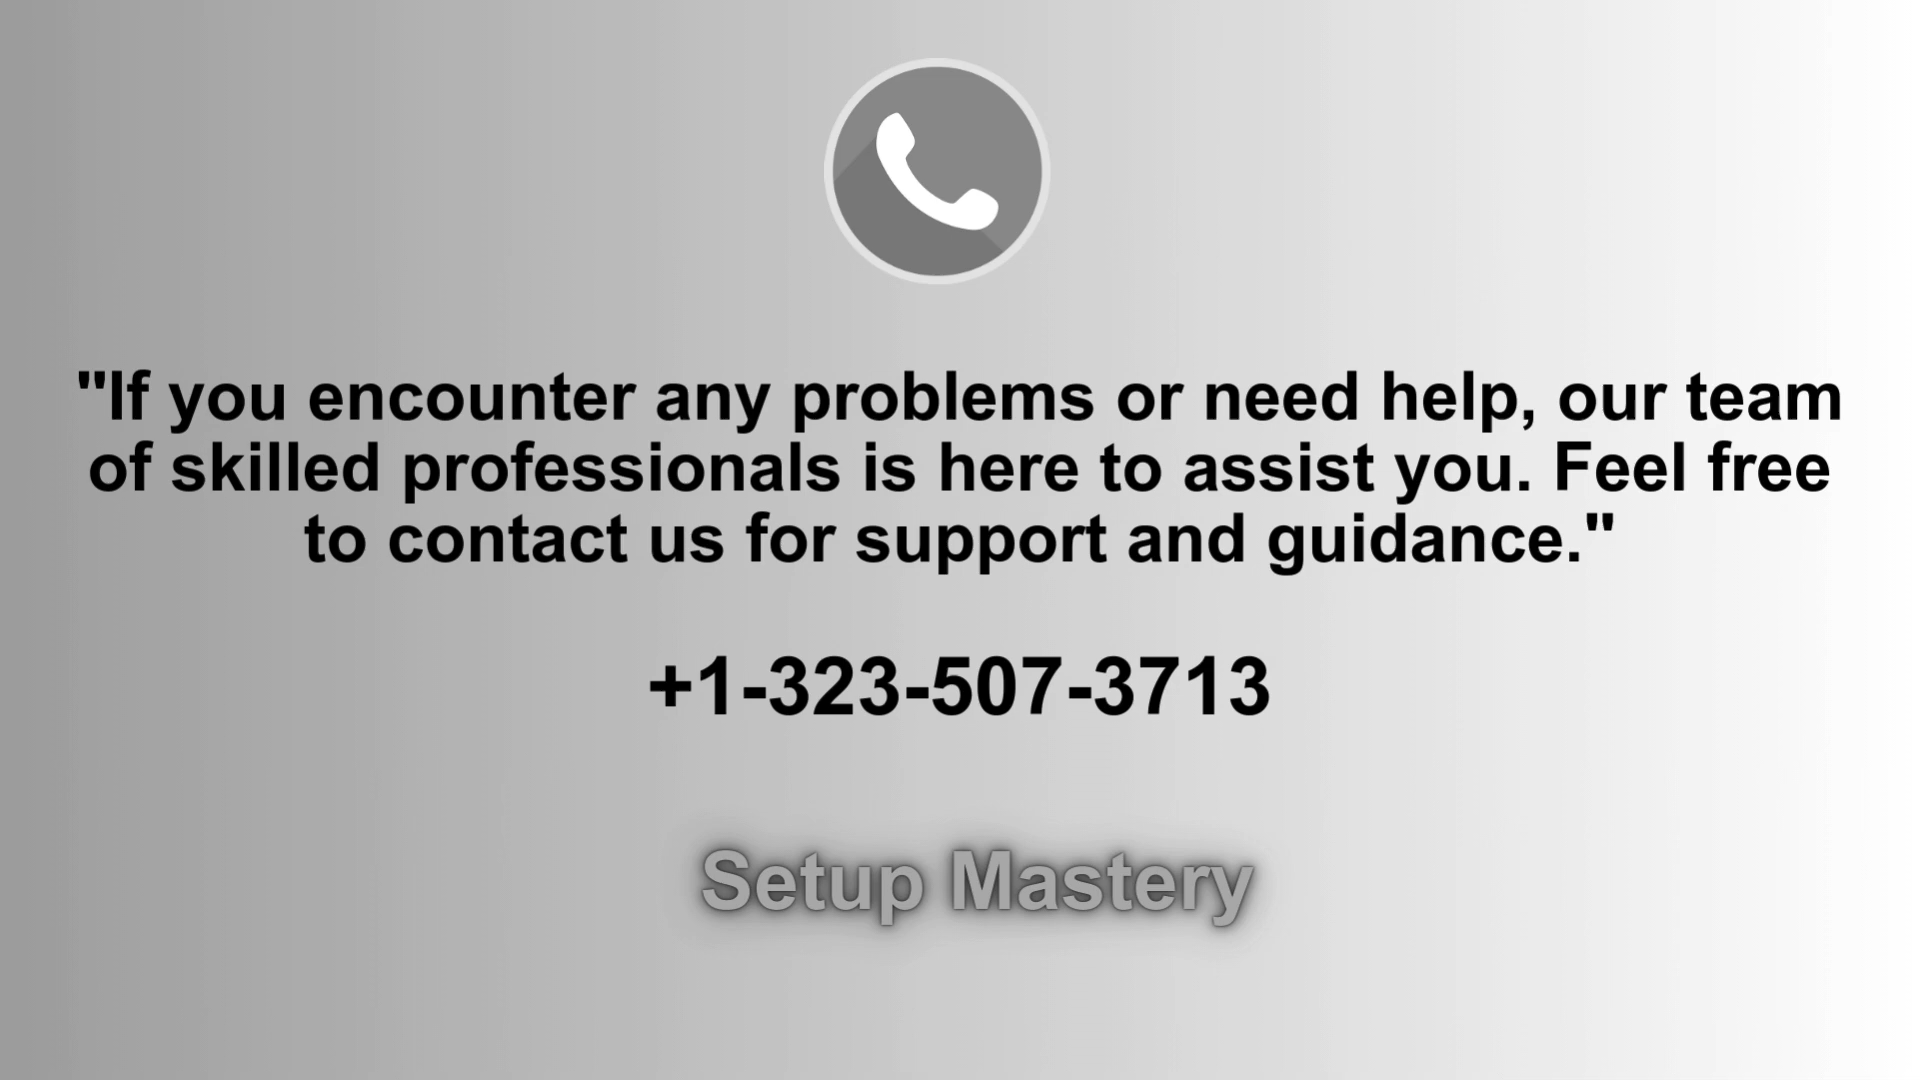 "If you encounter any problems or need help, our team
of skilled professionals is here to assist you. Feel free
to contact us for support and guidance."
+1-323-507-3713
Setup Mastery